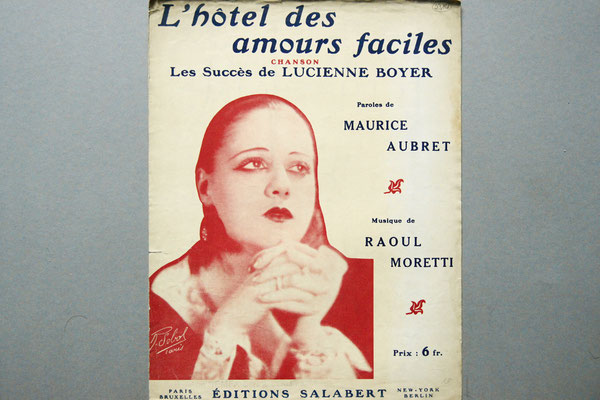 L'hôtel des
amours faciles
CHANSON
Les Succès de LUCIENNE BOYER
Paroles de
MAURICE
AUBRET
Musique de
RAOUL
MORETTI
Prix : 6 fr.
Paris
PARIS
BRUXELLES
ÉDITIONS SALABERT
NEW-YORK
BERLIN